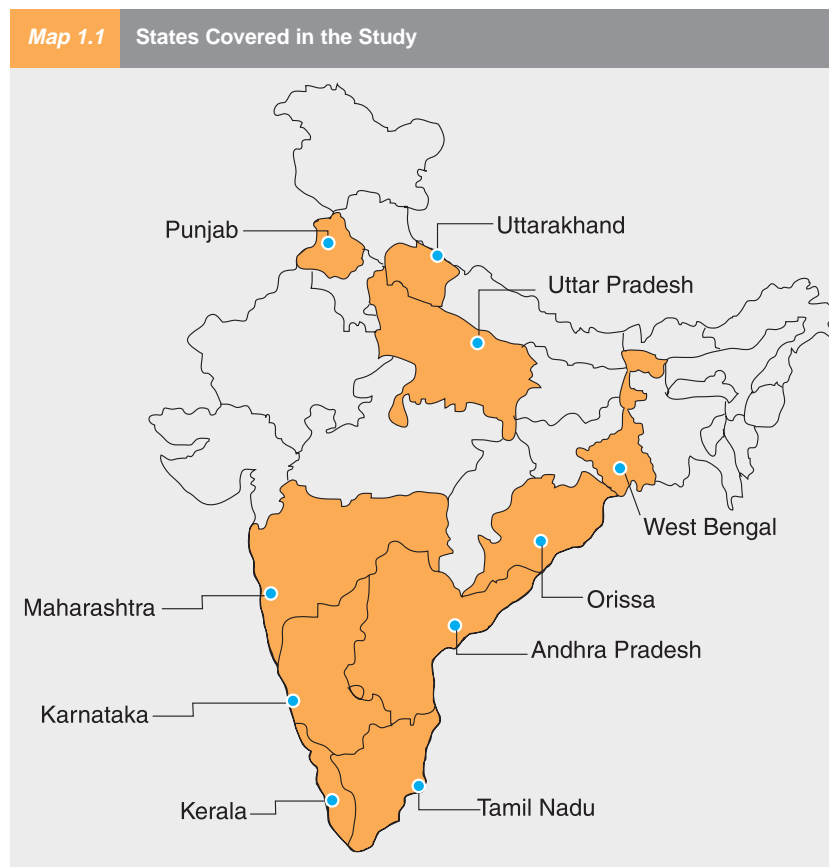 Map 1.1 States Covered in the Study
Punjab
Uttarakhand
Uttar Pradesh
West Bengal
Orissa
Maharashtra
Andhra Pradesh
Karnataka
Kerala
Tamil Nadu